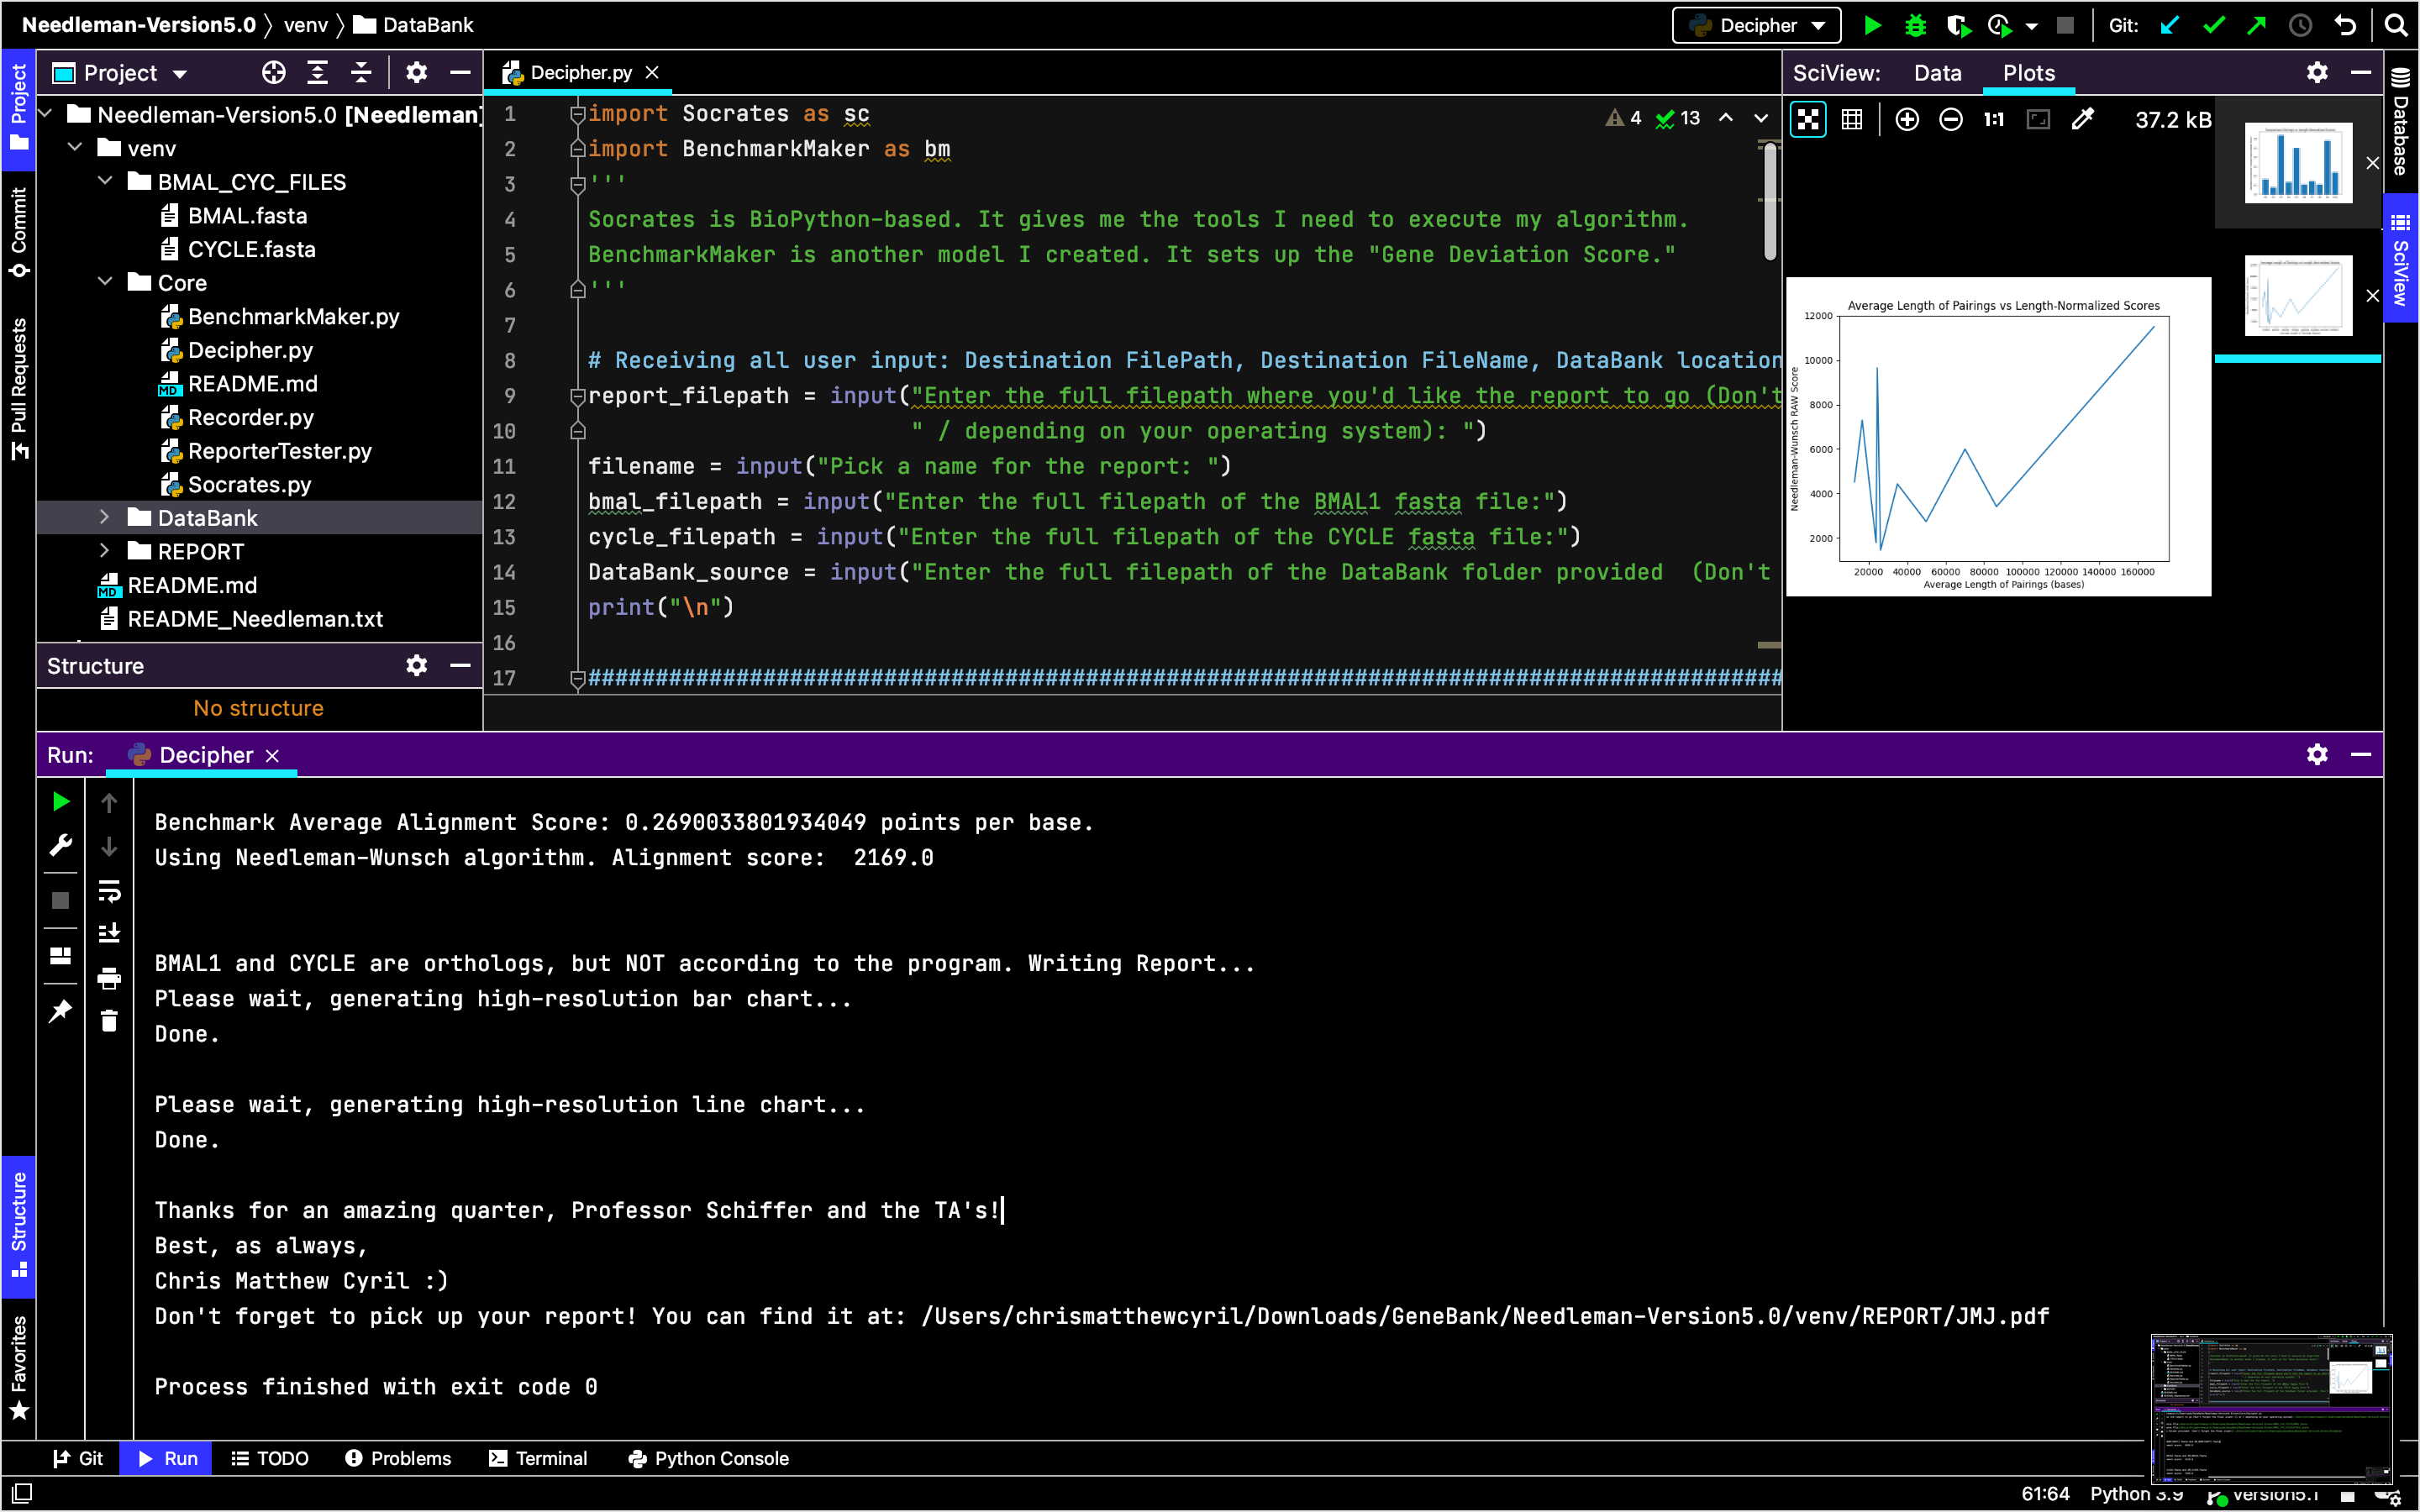 Needleman-Version5.0 venv DataBank
Decipher
Git:
Project
Commit
Pull Requests
Structure
Favorites
Project
Needleman-Version5.0 [Needleman]
venv
BMAL_CYC_FILES
BMAL.fasta
CYCLE.fasta
Core
BenchmarkMaker.py
Decipher.py
README.md
Recorder.py
ReporterTester.py
Socrates.py
DataBank
REPORT
README.md
README_Needleman.txt
Structure
No structure
Decipher.py
4 13
1 import Socrates as sc
2 import BenchmarkMaker as bm
3 '''
4 Socrates is BioPython-based. It gives me the tools I need to execute my algorithm.
5 BenchmarkMaker is another model I created. It sets up the "Gene Deviation Score."
6 '''
7
8 # Receiving all user input: Destination FilePath, Destination FileName, DataBank location
9 report_filepath = input("Enter the full filepath where you'd like the report to go (Don't
10 " / depending on your operating system): ")
11 filename = input("Pick a name for the report: ")
12 bmal_filepath = input("Enter the full filepath of the BMAL1 fasta file:")
13 cycle_filepath = input("Enter the full filepath of the CYCLE fasta file:")
14 DataBank_source = input("Enter the full filepath of the DataBank folder provided (Don't
15 print("\n")
16
17 ################################################################################
SciView: Data Plots
1:1 37.2 kB
Average Length of Pairings vs Length-Normalized Scores
Needleman-Wunsch RAW Score
12000
10000
8000
6000
4000
2000
20000 40000 60000 80000 100000 120000 140000 160000
Average Length of Pairings (bases)
Database
SciView
Run: Decipher
Benchmark Average Alignment Score: 0.2690033801934049 points per base.
Using Needleman-Wunsch algorithm. Alignment score:  2169.0
BMAL1 and CYCLE are orthologs, but NOT according to the program. Writing Report...
Please wait, generating high-resolution bar chart...
Done.
Please wait, generating high-resolution line chart...
Done.
Thanks for an amazing quarter, Professor Schiffer and the TA's!
Best, as always,
Chris Matthew Cyril :)
Don't forget to pick up your report! You can find it at: /Users/chrismatthewcyril/Downloads/GeneBank/Needleman-Version5.0/venv/REPORT/JMJ.pdf
Process finished with exit code 0
Git Run TODO Problems Terminal Python Console
61:64 Python 3.9 version5.1